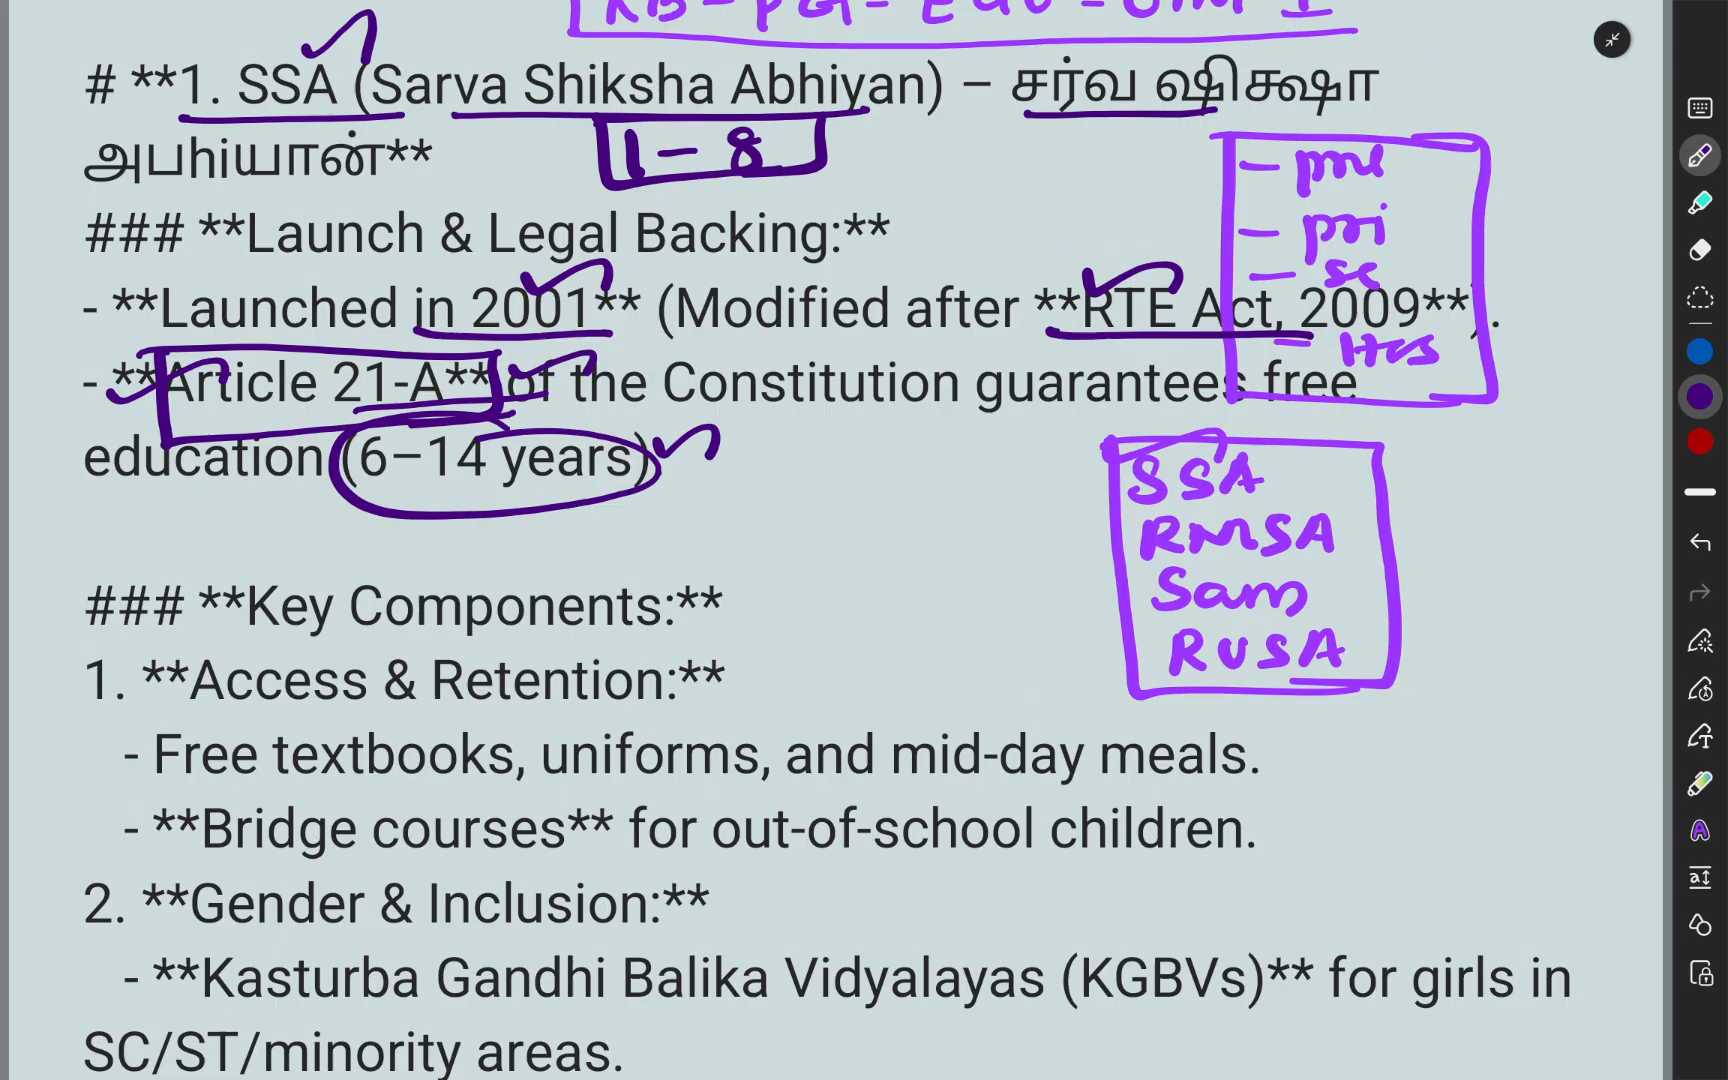 # **1. SSA (Sarva Shiksha Abhiyan) – சர்வ ஷிக்ஷா
அபhiயான்**
1 - 8
### **Launch & Legal Backing:**
- **Launched in 2001** (Modified after **RTE Act, 2009**).
- **Article 21-A** of the Constitution guarantees free
education (6–14 years)
- pri
- se
SSA
RMSA
Sam
RUSA
### **Key Components:**
1. **Access & Retention:**
- Free textbooks, uniforms, and mid-day meals.
- **Bridge courses** for out-of-school children.
2. **Gender & Inclusion:**
- **Kasturba Gandhi Balika Vidyalayas (KGBVs)** for girls in
SC/ST/minority areas.